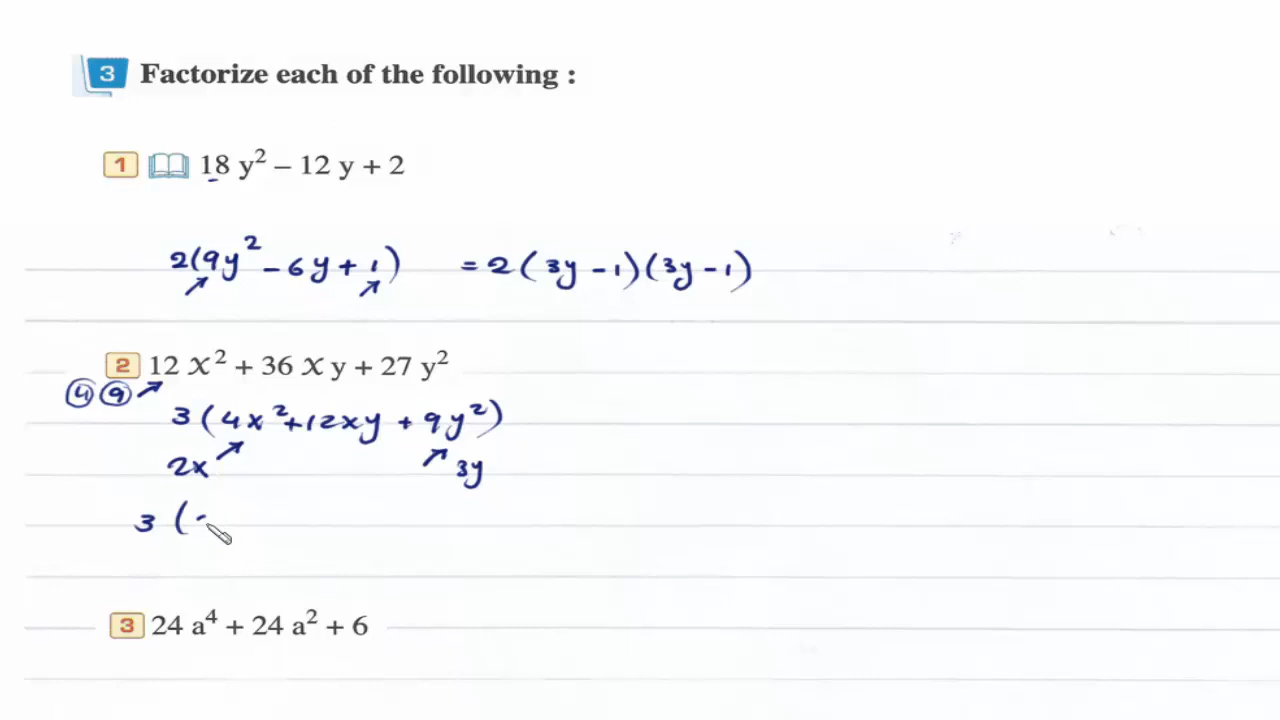 3 Factorize each of the following :
1 18 y² – 12 y + 2
2(9y² - 6y + 1) = 2(3y - 1)(3y - 1)
2 12 x² + 36 x y + 27 y²
4 9
3(4x² + 12xy + 9y²)
2x 3y
3 (
3 24 a⁴ + 24 a² + 6